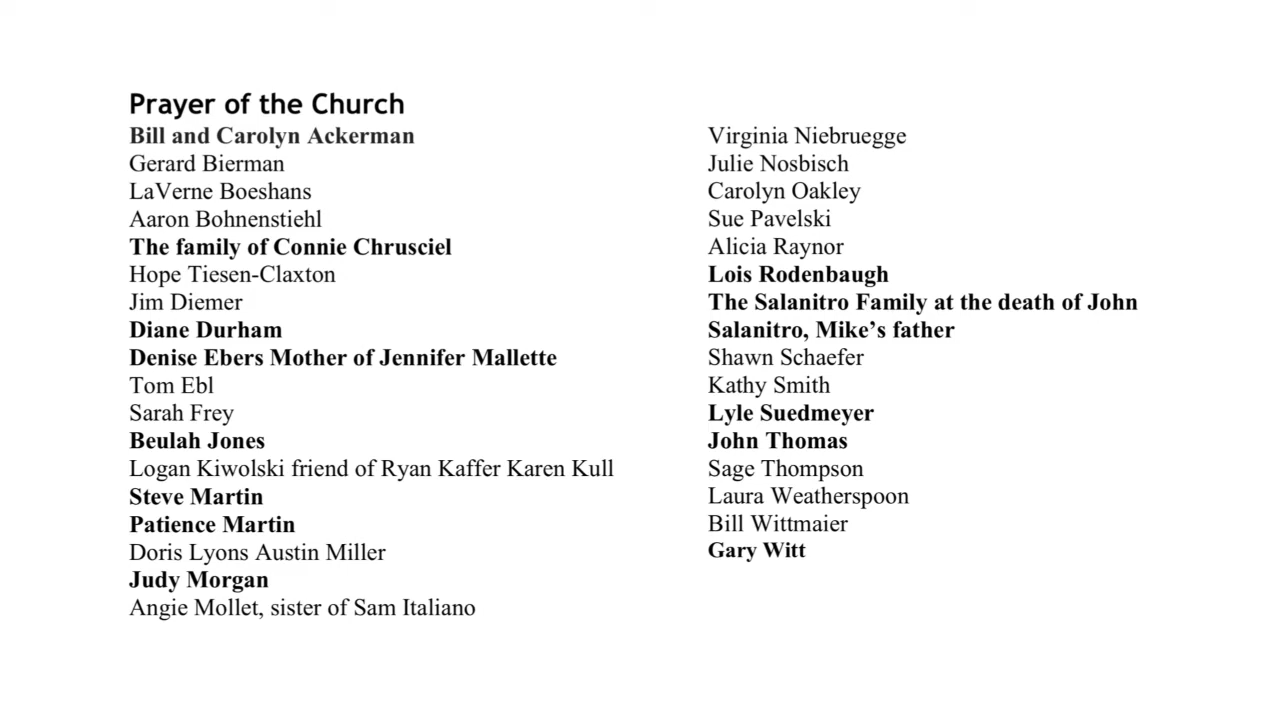 Prayer of the Church
Bill and Carolyn Ackerman
Gerard Bierman
LaVerne Boeshans
Aaron Bohnenstiehl
The family of Connie Chrusciel
Hope Tiesen-Claxton
Jim Diemer
Diane Durham
Denise Ebers Mother of Jennifer Mallette
Tom Ebl
Sarah Frey
Beulah Jones
Logan Kiwolski friend of Ryan Kaffer Karen Kull
Steve Martin
Patience Martin
Doris Lyons Austin Miller
Judy Morgan
Angie Mollet, sister of Sam Italiano
Virginia Niebruegge
Julie Nosbisch
Carolyn Oakley
Sue Pavelski
Alicia Raynor
Lois Rodenbaugh
The Salanitro Family at the death of John
Salanitro, Mike’s father
Shawn Schaefer
Kathy Smith
Lyle Suedmeyer
John Thomas
Sage Thompson
Laura Weatherspoon
Bill Wittmaier
Gary Witt